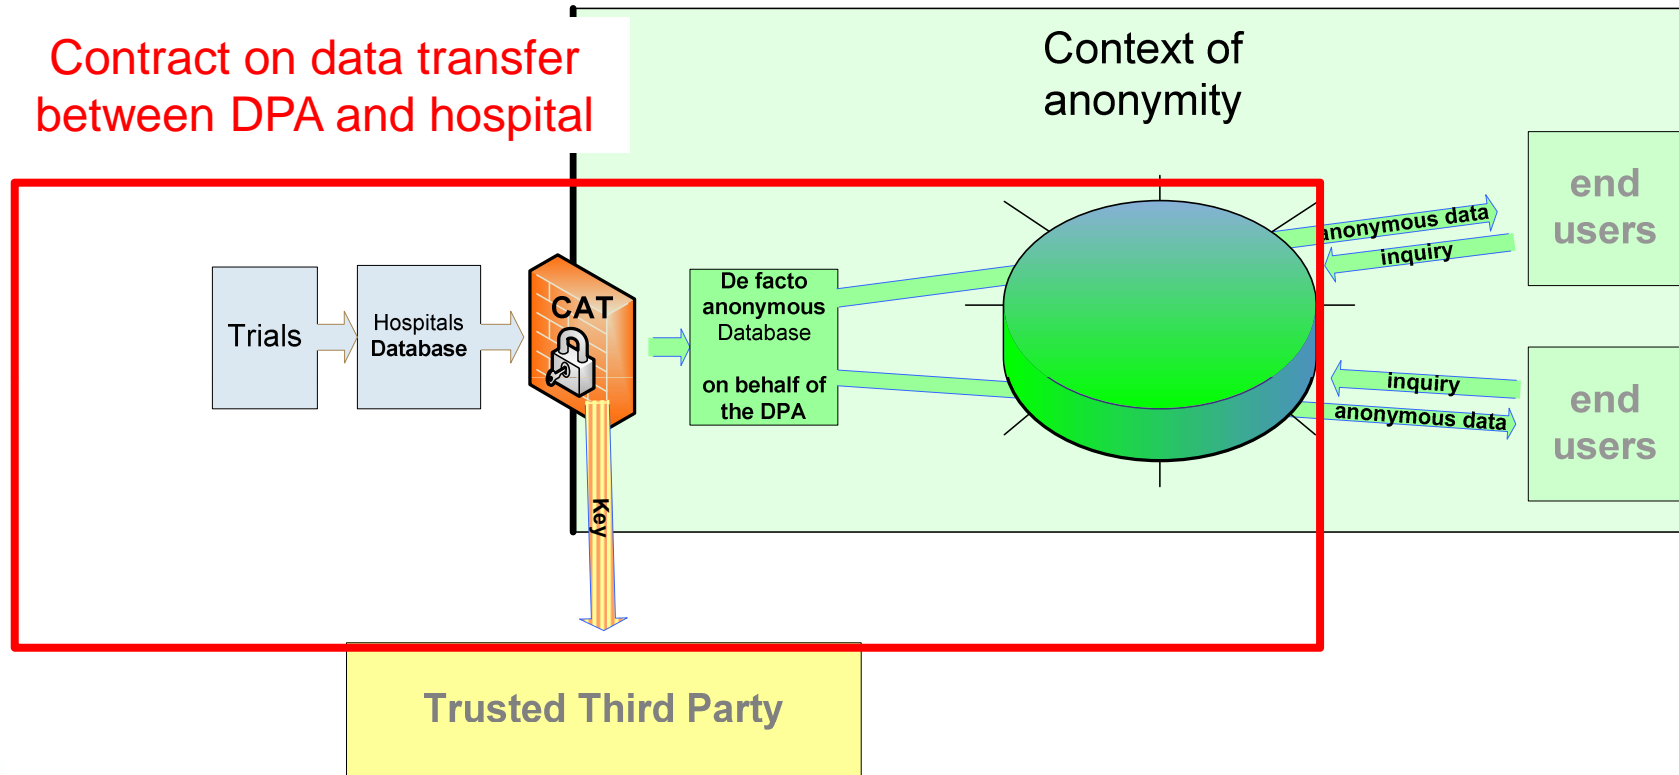 Contract on data transfer
between DPA and hospital
Context of
anonymity
end
users
anonymous data
inquiry
Trials
Hospitals
Database
CAT
De facto
anonymous
Database
on behalf of
the DPA
inquiry
anonymous data
end
users
Key
Trusted Third Party